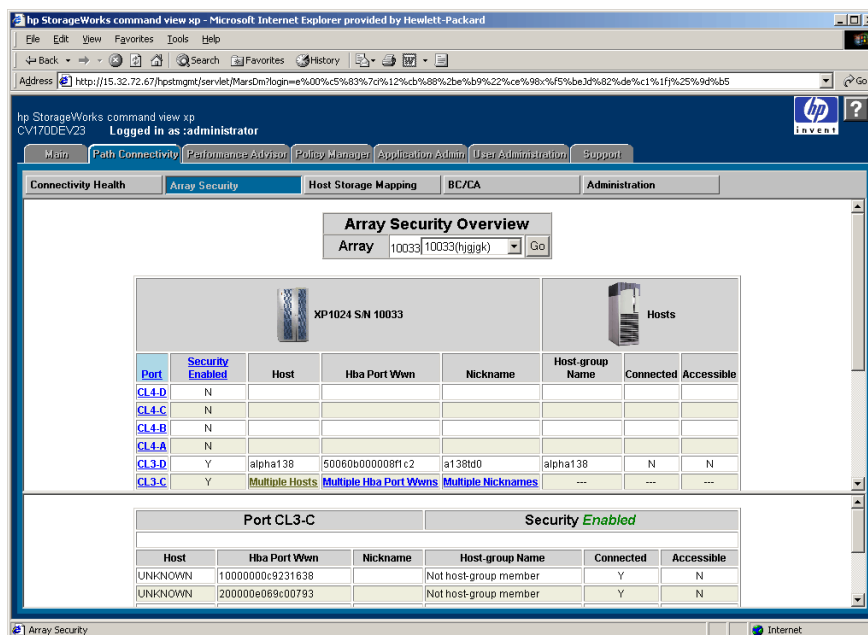 hp StorageWorks command view xp - Microsoft Internet Explorer provided by Hewlett-Packard
File Edit View Favorites Tools Help
Back Search Favorites History
Address http://15.32.72.67/hpstmgmt/servlet/MarsDm?login=e%00%c5%83%7ci%12%cb%88%2be%b9%22%ce%98x%f5%beJd%82%de%c1%1fj%25%9d%b5 Go
hp StorageWorks command view xp
CV170DEV23 Logged in as :administrator
hp
invent
?
Main Path Connectivity Performance Advisor Policy Manager Application Admin User Administration Support
Connectivity Health Array Security Host Storage Mapping BC/CA Administration
Array Security Overview
Array 10033 10033(hjgjgk) Go
XP1024 S/N 10033 Hosts
Port Security Enabled Host Hba Port Wwn Nickname Host-group Name Connected Accessible
CL4-D N
CL4-C N
CL4-B N
CL4-A N
CL3-D Y alpha138 50060b000008f1c2 a138td0 alpha138 N N
CL3-C Y Multiple Hosts Multiple Hba Port Wwns Multiple Nicknames --- --- ---
Port CL3-C Security Enabled
Host Hba Port Wwn Nickname Host-group Name Connected Accessible
UNKNOWN 10000000c9231638 Not host-group member Y N
UNKNOWN 200000e069c00793 Not host-group member Y N
Array Security Internet